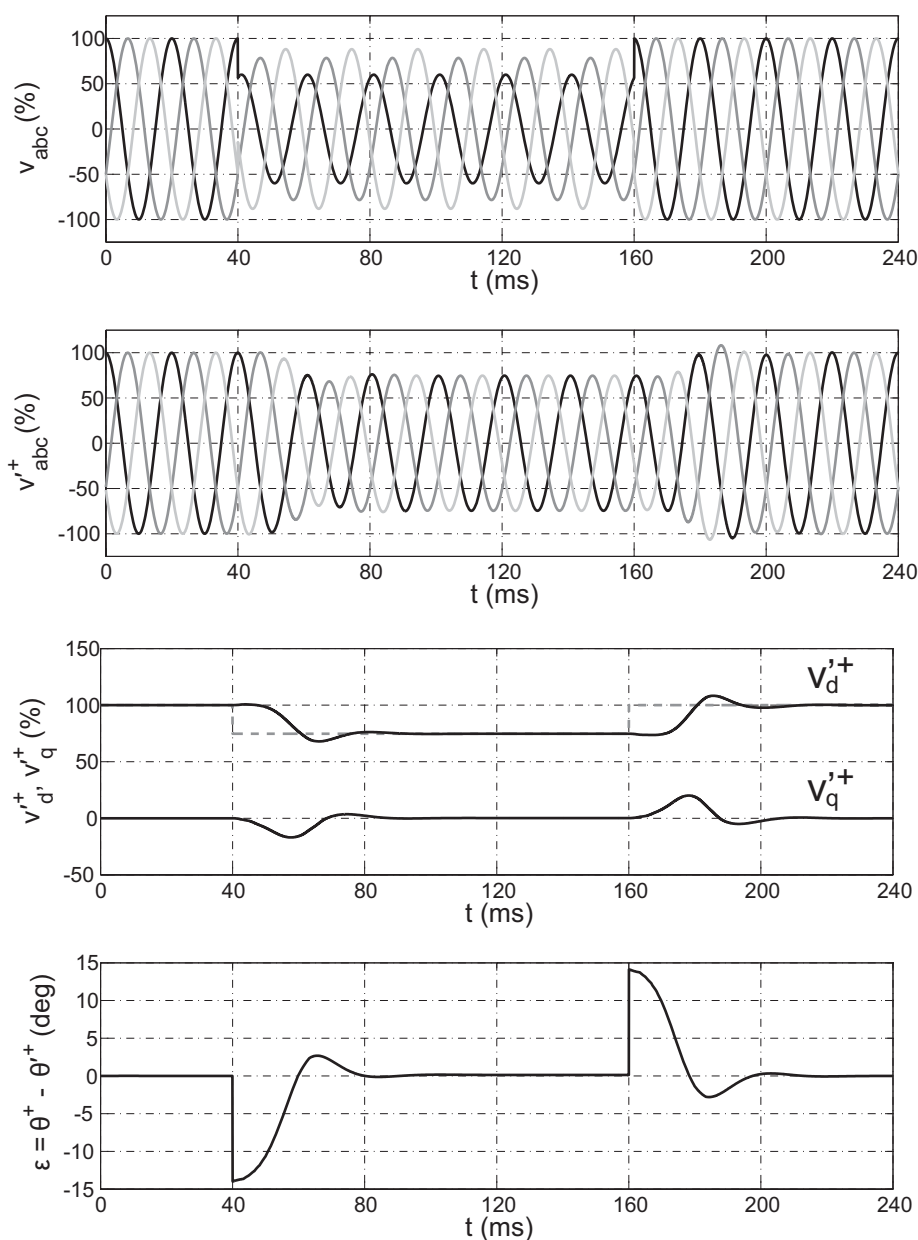 100
50
0
-50
-100
v_abc (%)
0 40 80 120 160 200 240
t (ms)
100
50
0
-50
-100
v'^+_abc (%)
0 40 80 120 160 200 240
t (ms)
150
100
50
0
-50
v'^+_d, v'^+_q (%)
v_d'^+
v_q'^+
0 40 80 120 160 200 240
t (ms)
15
10
5
0
-5
-10
-15
ε = θ^+ - θ'^+ (deg)
0 40 80 120 160 200 240
t (ms)